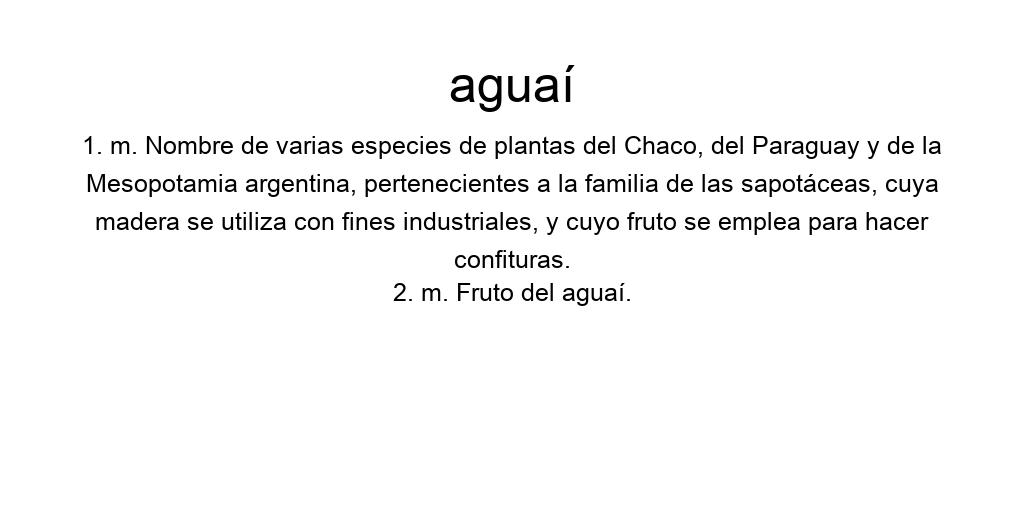 aguaí
1. m. Nombre de varias especies de plantas del Chaco, del Paraguay y de la
Mesopotamia argentina, pertenecientes a la familia de las sapotáceas, cuya
madera se utiliza con fines industriales, y cuyo fruto se emplea para hacer
confituras.
2. m. Fruto del aguaí.